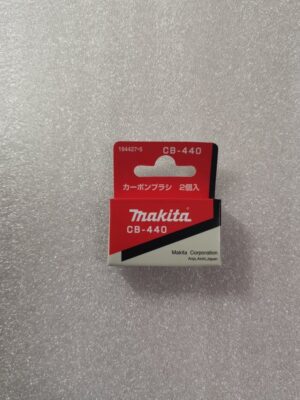 194427-5 CB-440
カーボンブラシ 2個入
makita
CB-440
Makita Corporation
Anjo, Aichi, Japan